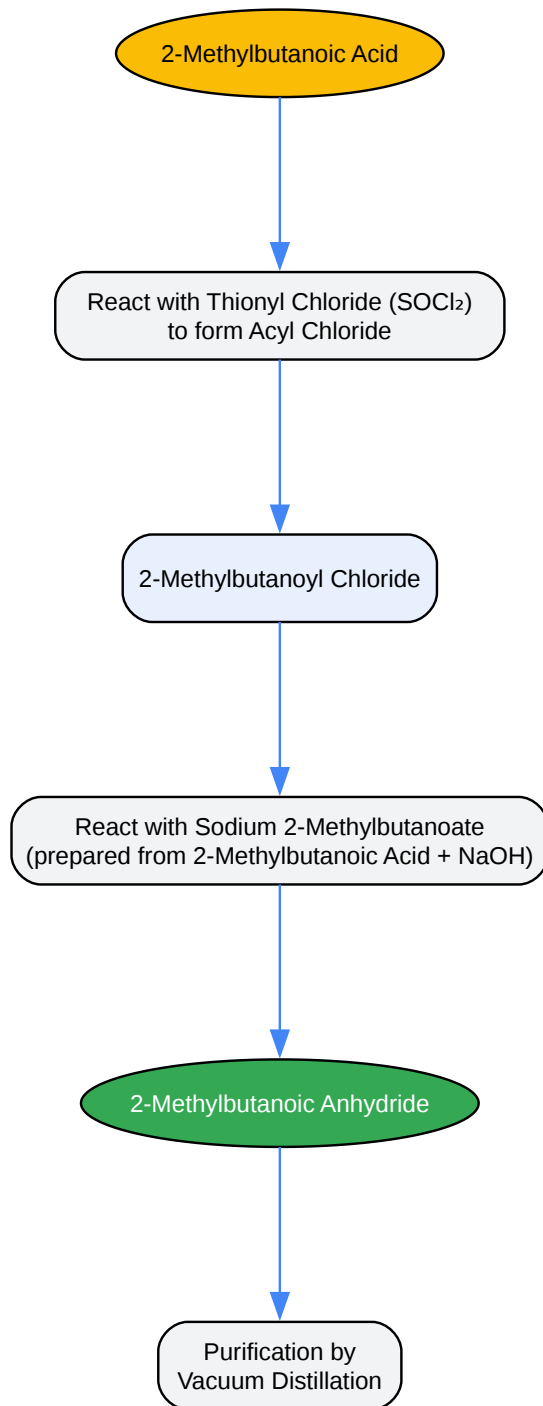 2-Methylbutanoic Acid
React with Thionyl Chloride (SOCl₂)
to form Acyl Chloride
2-Methylbutanoyl Chloride
React with Sodium 2-Methylbutanoate
(prepared from 2-Methylbutanoic Acid + NaOH)
2-Methylbutanoic Anhydride
Purification by
Vacuum Distillation